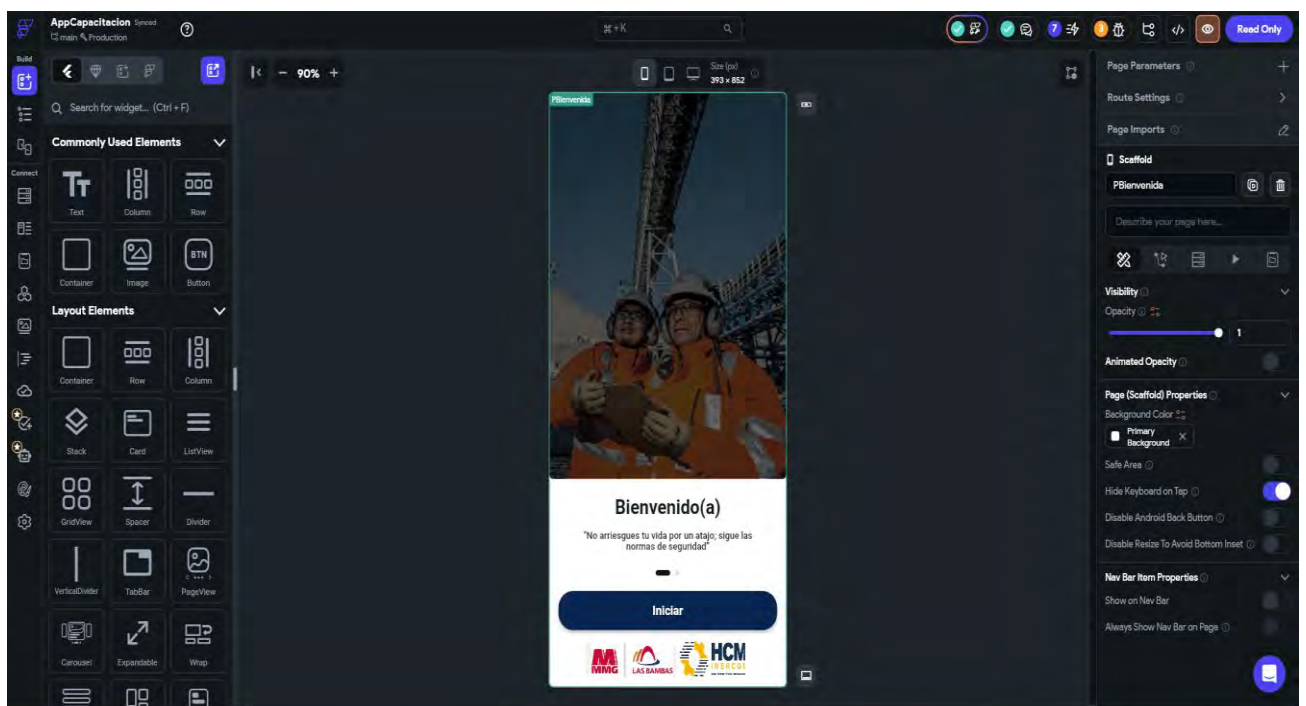 AppCapacitacion Synced
main Production
⌘+K
7
3
Read Only
Build
Connect
Search for widget... (Ctrl + F)
Commonly Used Elements
Text
Column
Row
Container
Image
BTN
Button
Layout Elements
Container
Row
Column
Stack
Card
ListView
GridView
Spacer
Divider
VerticalDivider
TabBar
PageView
Carousel
Expandable
Wrap
90%
Size (px)
393 × 852
PBienvenida
Bienvenido(a)
"No arriesgues tu vida por un atajo; sigue las
normas de seguridad"
Iniciar
MMG
LAS BAMBAS
HCM
INERCOS
Page Parameters
Route Settings
Page Imports
Scaffold
PBienvenida
Describe your page here...
Visibility
Opacity
1
Animated Opacity
Page (Scaffold) Properties
Background Color
Primary
Background
Safe Area
Hide Keyboard on Tap
Disable Android Back Button
Disable Resize To Avoid Bottom Inset
Nav Bar Item Properties
Show on Nav Bar
Always Show Nav Bar on Page